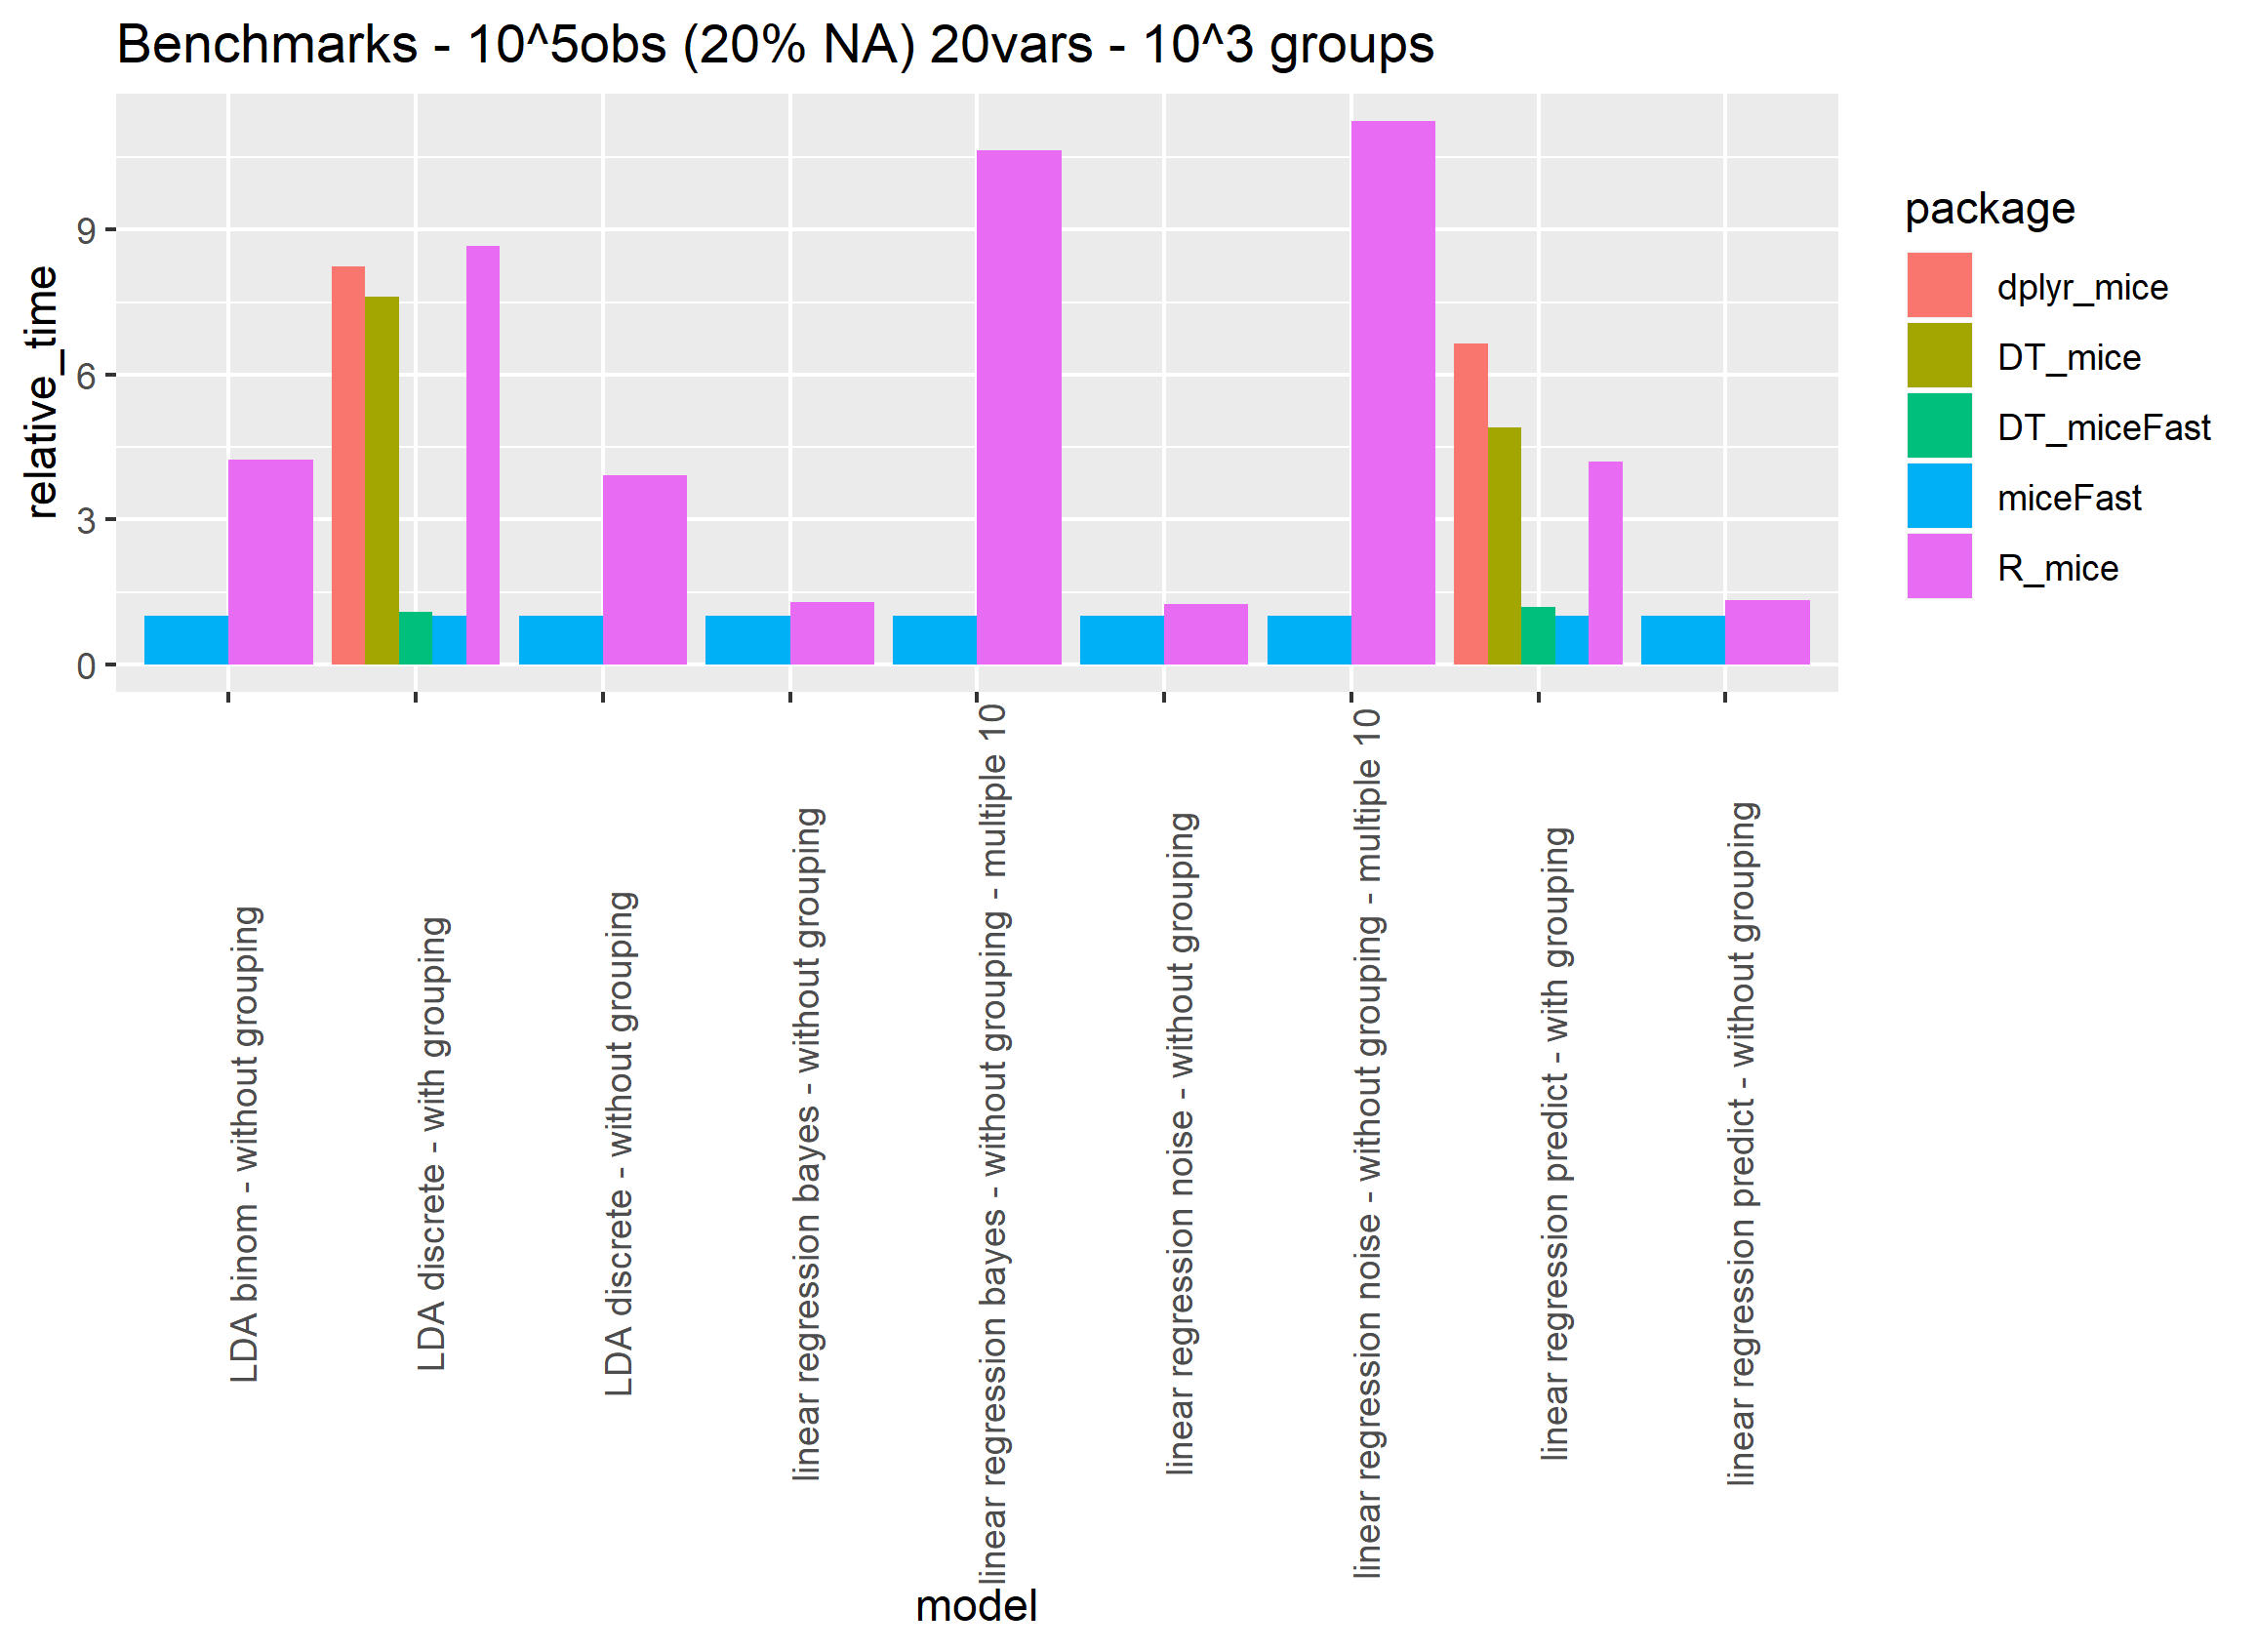 Benchmarks - 10^5obs (20% NA) 20vars - 10^3 groups
relative_time
9
6
3
0
LDA binom - without grouping
LDA discrete - with grouping
LDA discrete - without grouping
linear regression bayes - without grouping
linear regression bayes - without grouping - multiple 10
linear regression noise - without grouping
linear regression noise - without grouping - multiple 10
linear regression predict - with grouping
linear regression predict - without grouping
model
package
dplyr_mice
DT_mice
DT_miceFast
miceFast
R_mice